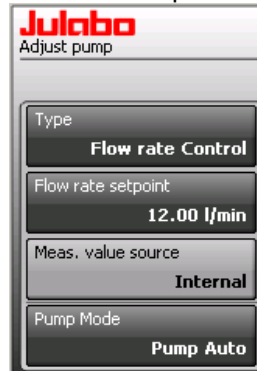 Julabo
Adjust pump
Type
Flow rate Control
Flow rate setpoint
12.00 l/min
Meas. value source
Internal
Pump Mode
Pump Auto